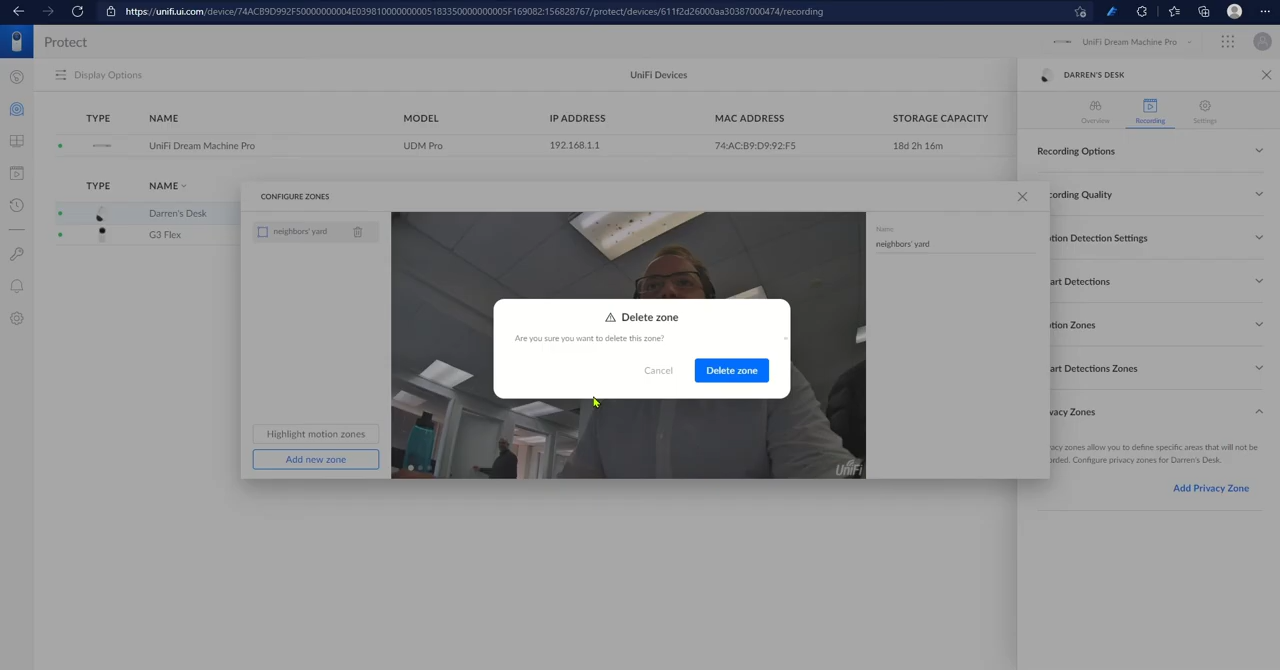 https://unifi.ui.com/device/74ACB9D992F50000000004E0398100000000051833500000000005F169082:156828767/protect/devices/611f2d26000aa30387000474/recording
Protect
UniFi Dream Machine Pro
Display Options
UniFi Devices
DARREN'S DESK
Overview
Recording
Settings
TYPE NAME MODEL IP ADDRESS MAC ADDRESS STORAGE CAPACITY
UniFi Dream Machine Pro UDM Pro 192.168.1.1 74:AC:B9:D9:92:F5 18d 2h 16m
TYPE NAME
Darren's Desk
G3 Flex
CONFIGURE ZONES
neighbors' yard
Highlight motion zones
Add new zone
UniFi
Name
neighbors' yard
Delete zone
Are you sure you want to delete this zone?
Cancel
Delete zone
Recording Options
cording Quality
otion Detection Settings
art Detections
otion Zones
art Detections Zones
vacy Zones
acy zones allow you to define specific areas that will not be
orded. Configure privacy zones for Darren's Desk.
Add Privacy Zone